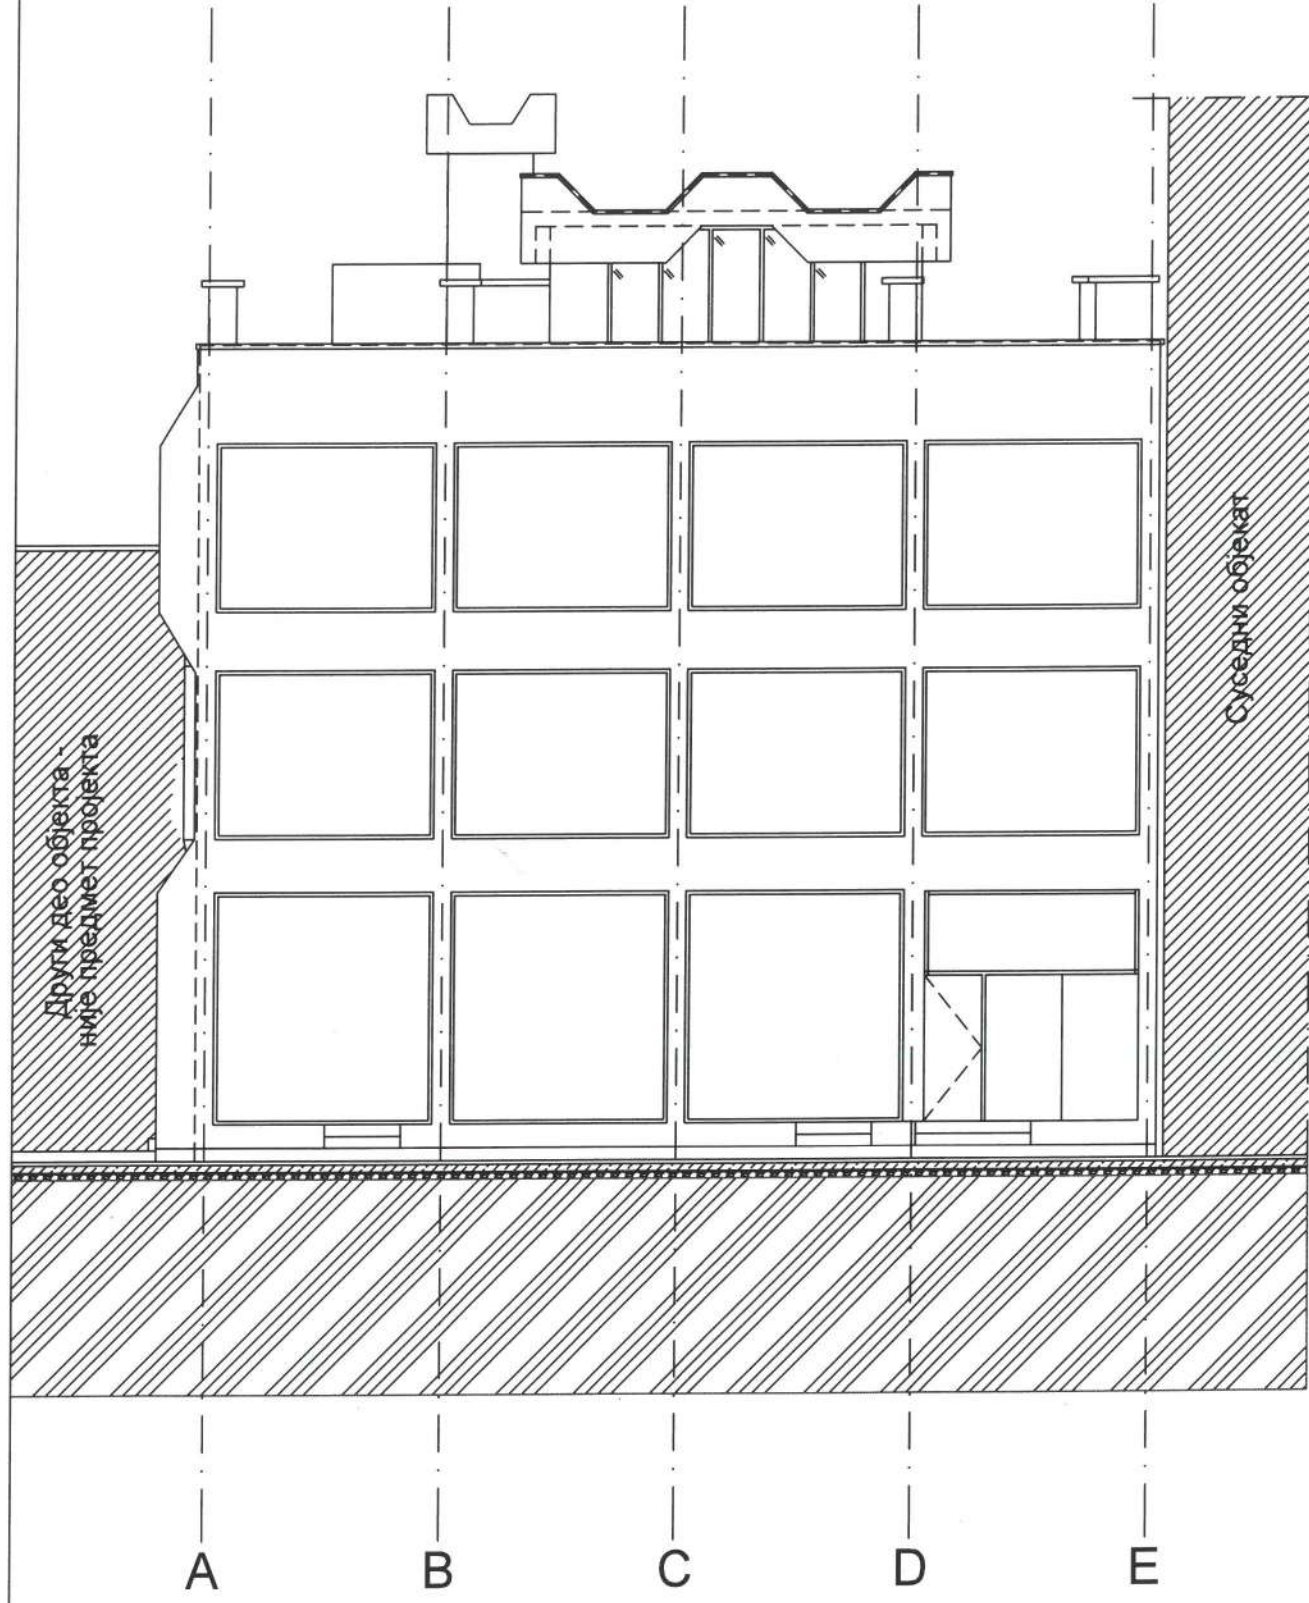 Други део објекта -
није предмет пројекта
Суседни објекат
A
B
C
D
E